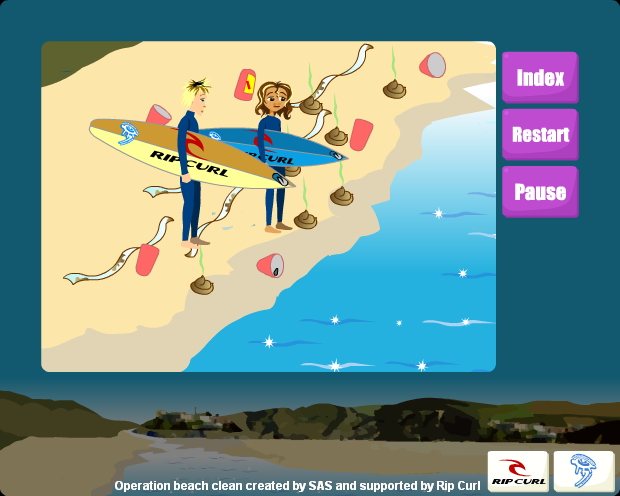 Index
Restart
Pause
RIP CURL
RIP CURL
Operation beach clean created by SAS and supported by Rip Curl
RIP CURL